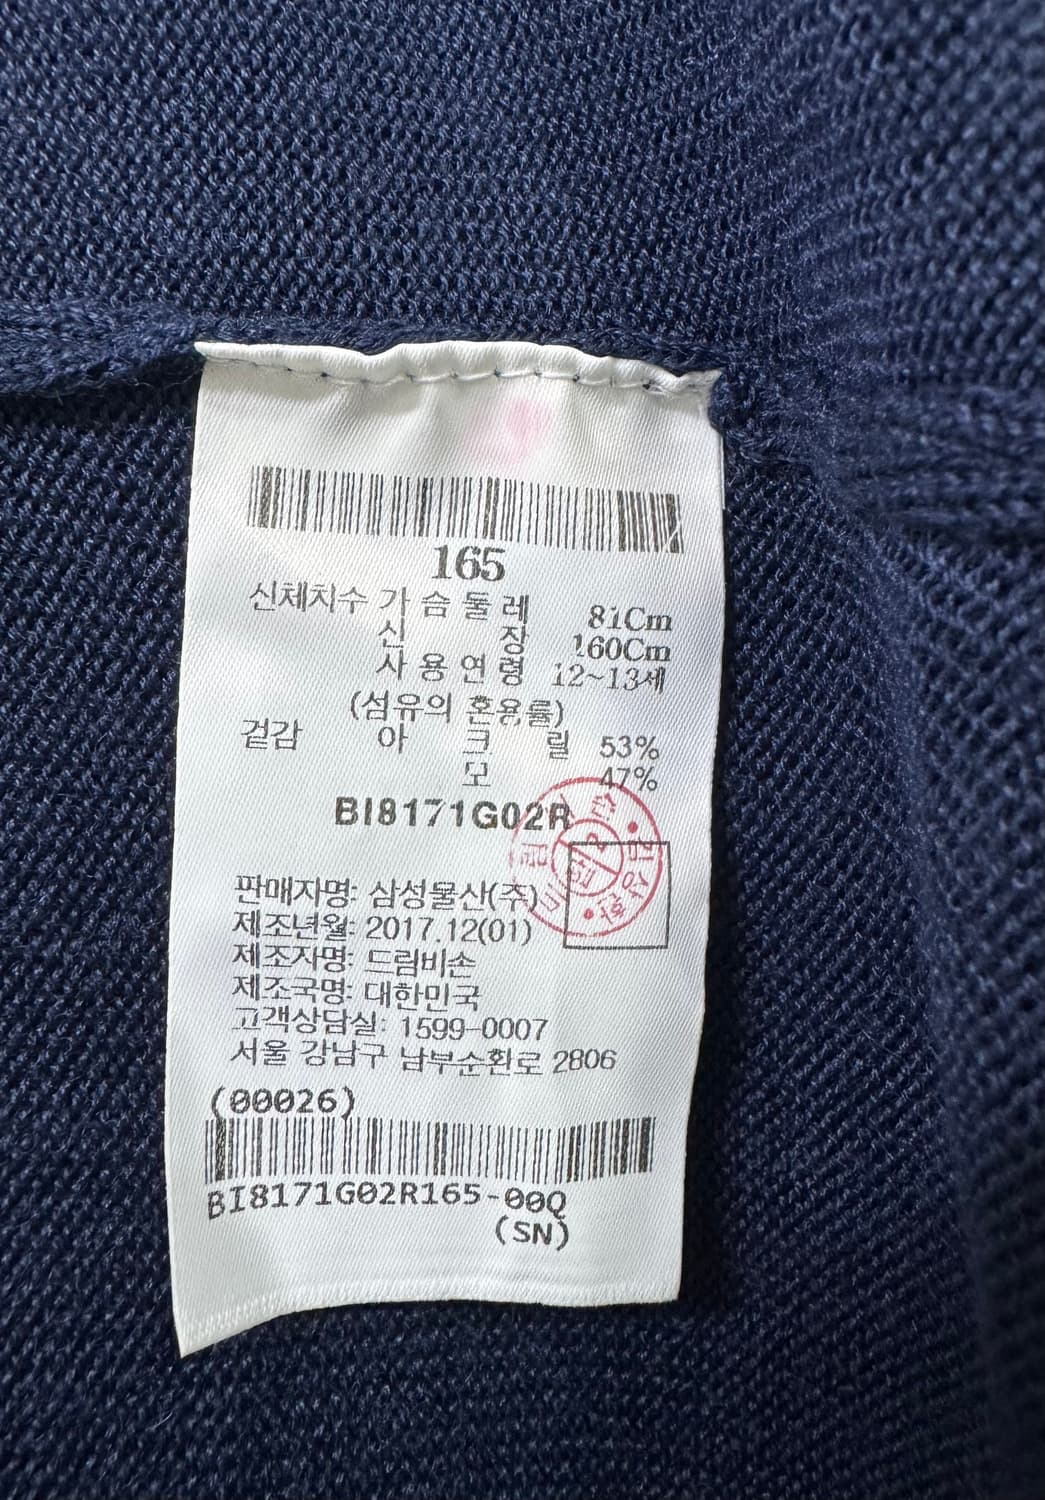 165
신체치수 가 슴 둘 레 81Cm
신 장 160Cm
사 용 연 령 12~13세
(섬유의 혼용률)
겉감 아 크 릴 53%
모 47%
BI8171G02R
판매자명: 삼성물산(주)
제조년월: 2017.12(01)
제조자명: 드림비손
제조국명: 대한민국
고객상담실: 1599-0007
서울 강남구 남부순환로 2806
(00026)
BI8171G02R165-00Q
(SN)